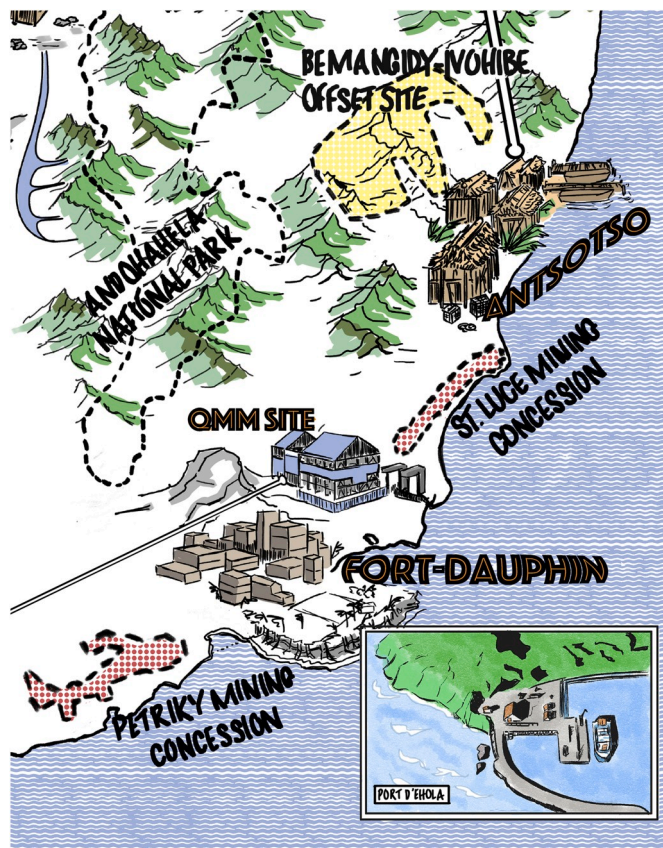 BEMANGIDY-IVOHIBE
OFFSET SITE
ANDOHAHELA
NATIONAL PARK
ANTSOTSO
ST. LUCE MINING
CONCESSION
QMM SITE
FORT-DAUPHIN
PETRIKY MINING
CONCESSION
PORT D'EHOLA